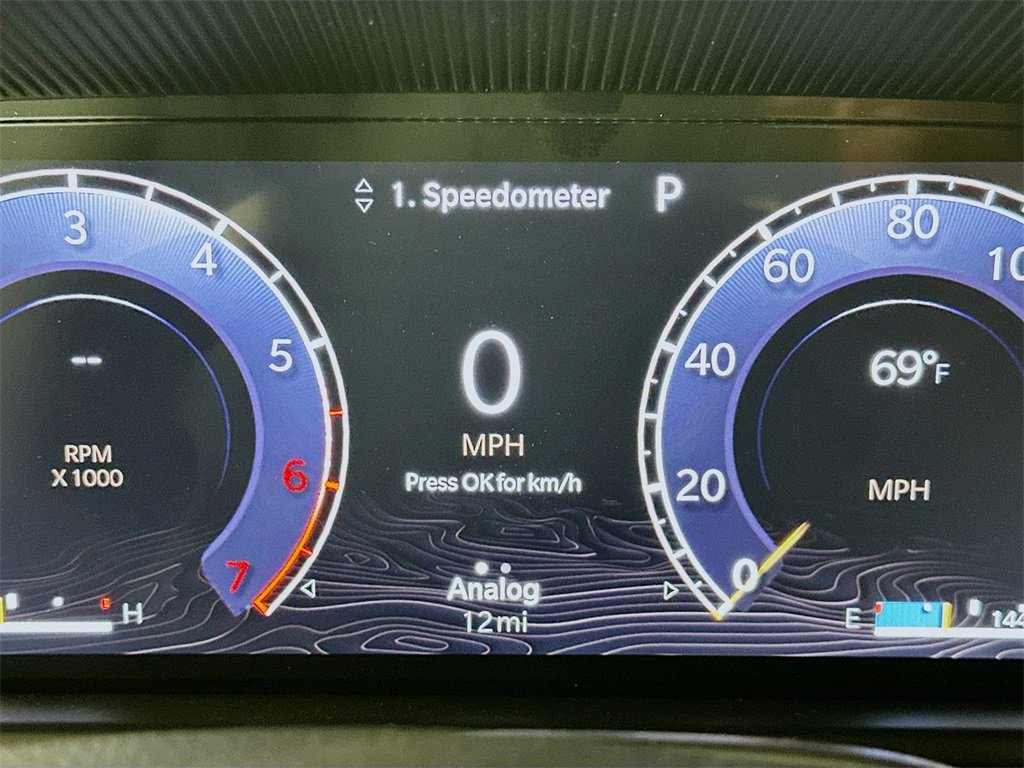 1. Speedometer P
3
4
5
6
7
--
RPM
X 1000
H
0
MPH
Press OK for km/h
Analog
12mi
80
60
40
20
0
69°F
MPH
E